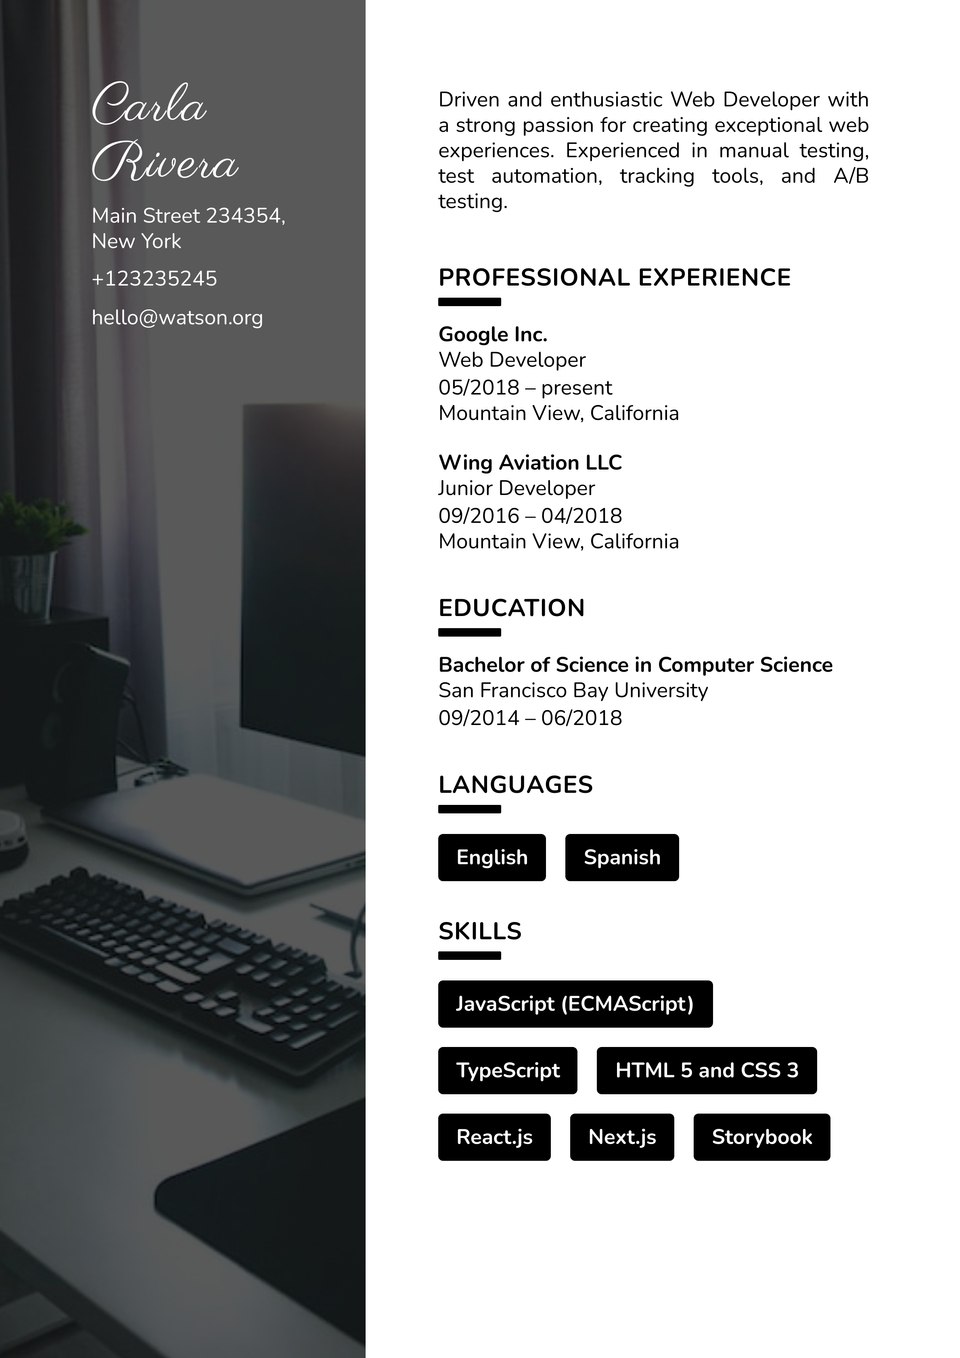 Carla
Rivera
Main Street 234354,
New York
+123235245
hello@watson.org
Driven and enthusiastic Web Developer with
a strong passion for creating exceptional web
experiences. Experienced in manual testing,
test automation, tracking tools, and A/B
testing.
PROFESSIONAL EXPERIENCE
Google Inc.
Web Developer
05/2018 – present
Mountain View, California
Wing Aviation LLC
Junior Developer
09/2016 – 04/2018
Mountain View, California
EDUCATION
Bachelor of Science in Computer Science
San Francisco Bay University
09/2014 – 06/2018
LANGUAGES
English Spanish
SKILLS
JavaScript (ECMAScript)
TypeScript HTML 5 and CSS 3
React.js Next.js Storybook